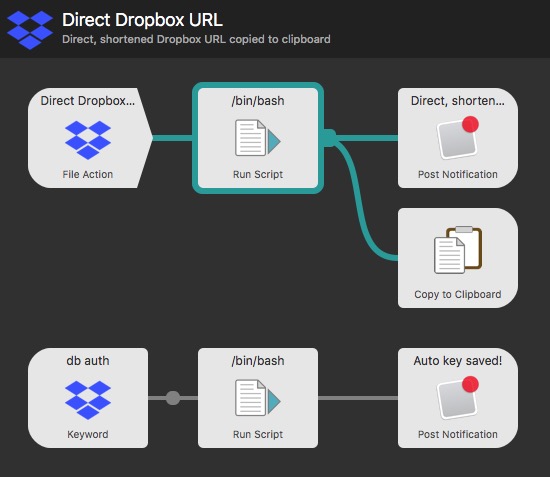 Direct Dropbox URL
Direct, shortened Dropbox URL copied to clipboard
Direct Dropbox...
File Action
/bin/bash
Run Script
Direct, shorten...
Post Notification
Copy to Clipboard
db auth
Keyword
/bin/bash
Run Script
Auto key saved!
Post Notification